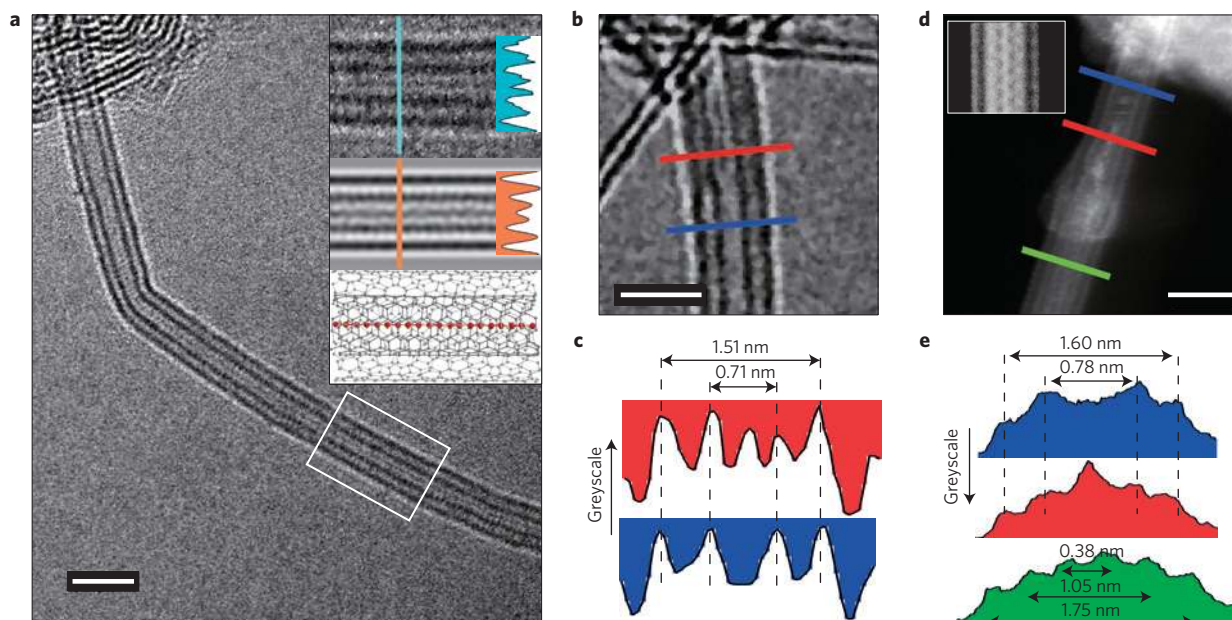 a
b
d
c
1.51 nm
0.71 nm
Greyscale
e
1.60 nm
0.78 nm
Greyscale
0.38 nm
1.05 nm
1.75 nm